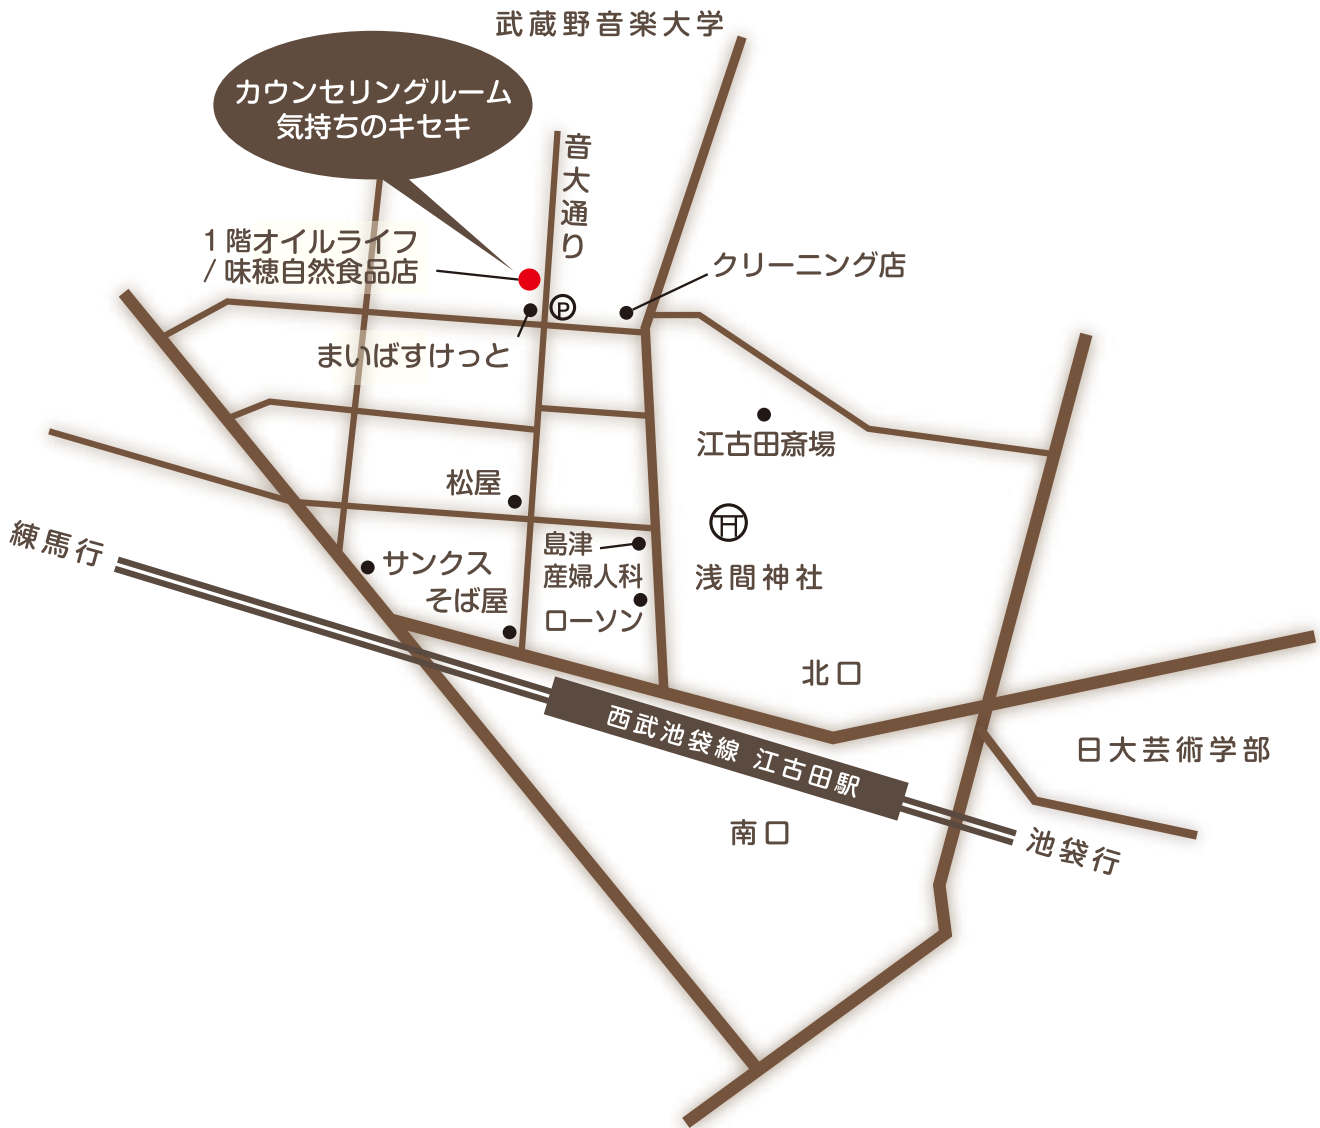 武蔵野音楽大学
カウンセリングルーム
気持ちのキセキ
音大通り
1階オイルライフ
/味穂自然食品店
クリーニング店
P
まいばすけっと
江古田斎場
松屋
島津
産婦人科
浅間神社
練馬行
サンクス
そば屋
ローソン
北口
西武池袋線 江古田駅
日大芸術学部
南口
池袋行